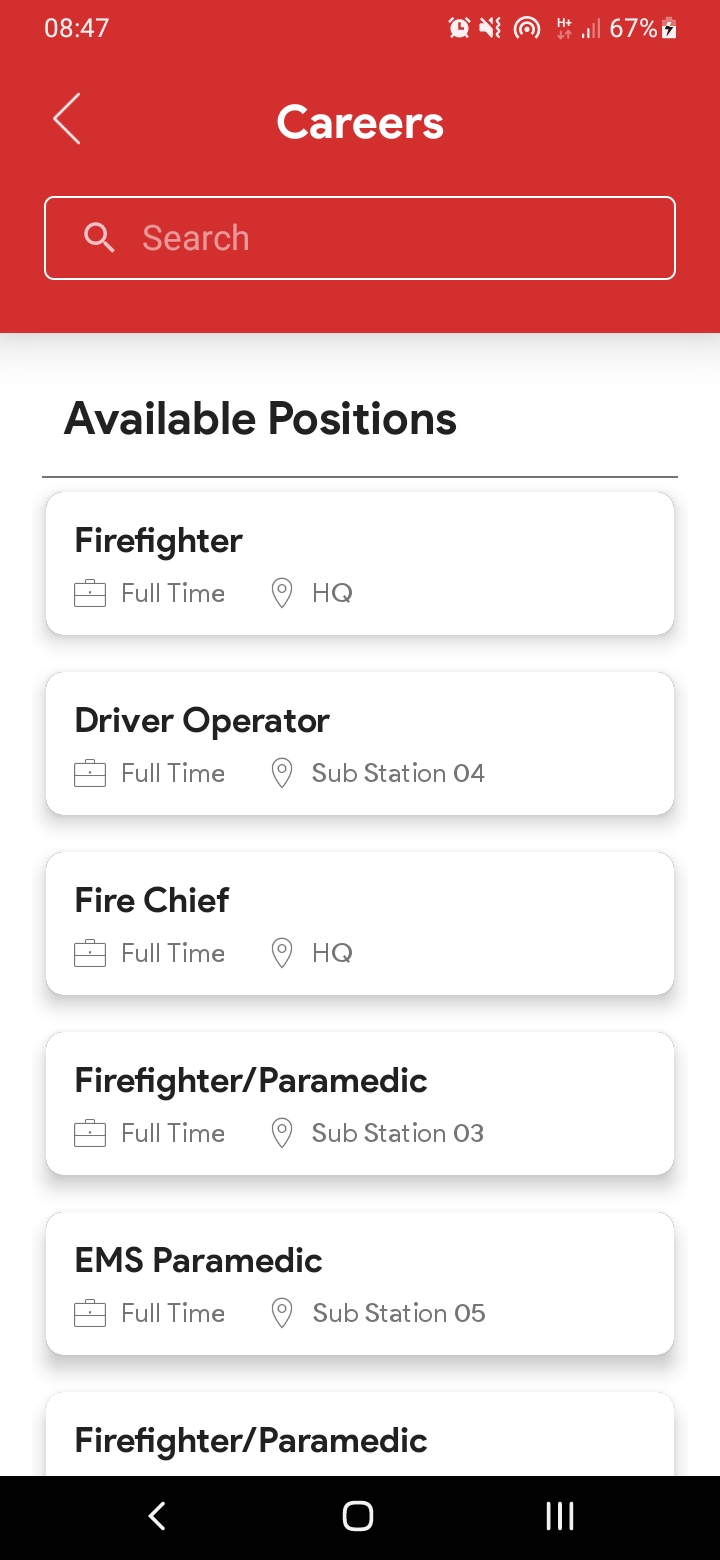 08:47 H+ 67%
Careers
Search
Available Positions
Firefighter
Full Time HQ
Driver Operator
Full Time Sub Station 04
Fire Chief
Full Time HQ
Firefighter/Paramedic
Full Time Sub Station 03
EMS Paramedic
Full Time Sub Station 05
Firefighter/Paramedic